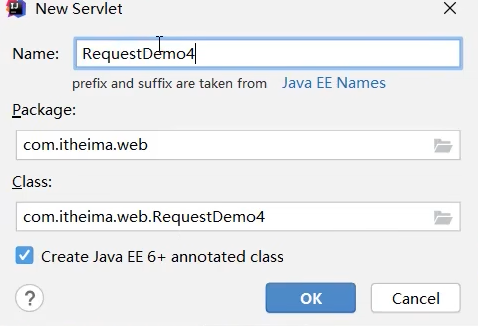 New Servlet
Name: RequestDemo4
prefix and suffix are taken from Java EE Names
Package:
com.itheima.web
Class:
com.itheima.web.RequestDemo4
Create Java EE 6+ annotated class
? OK Cancel